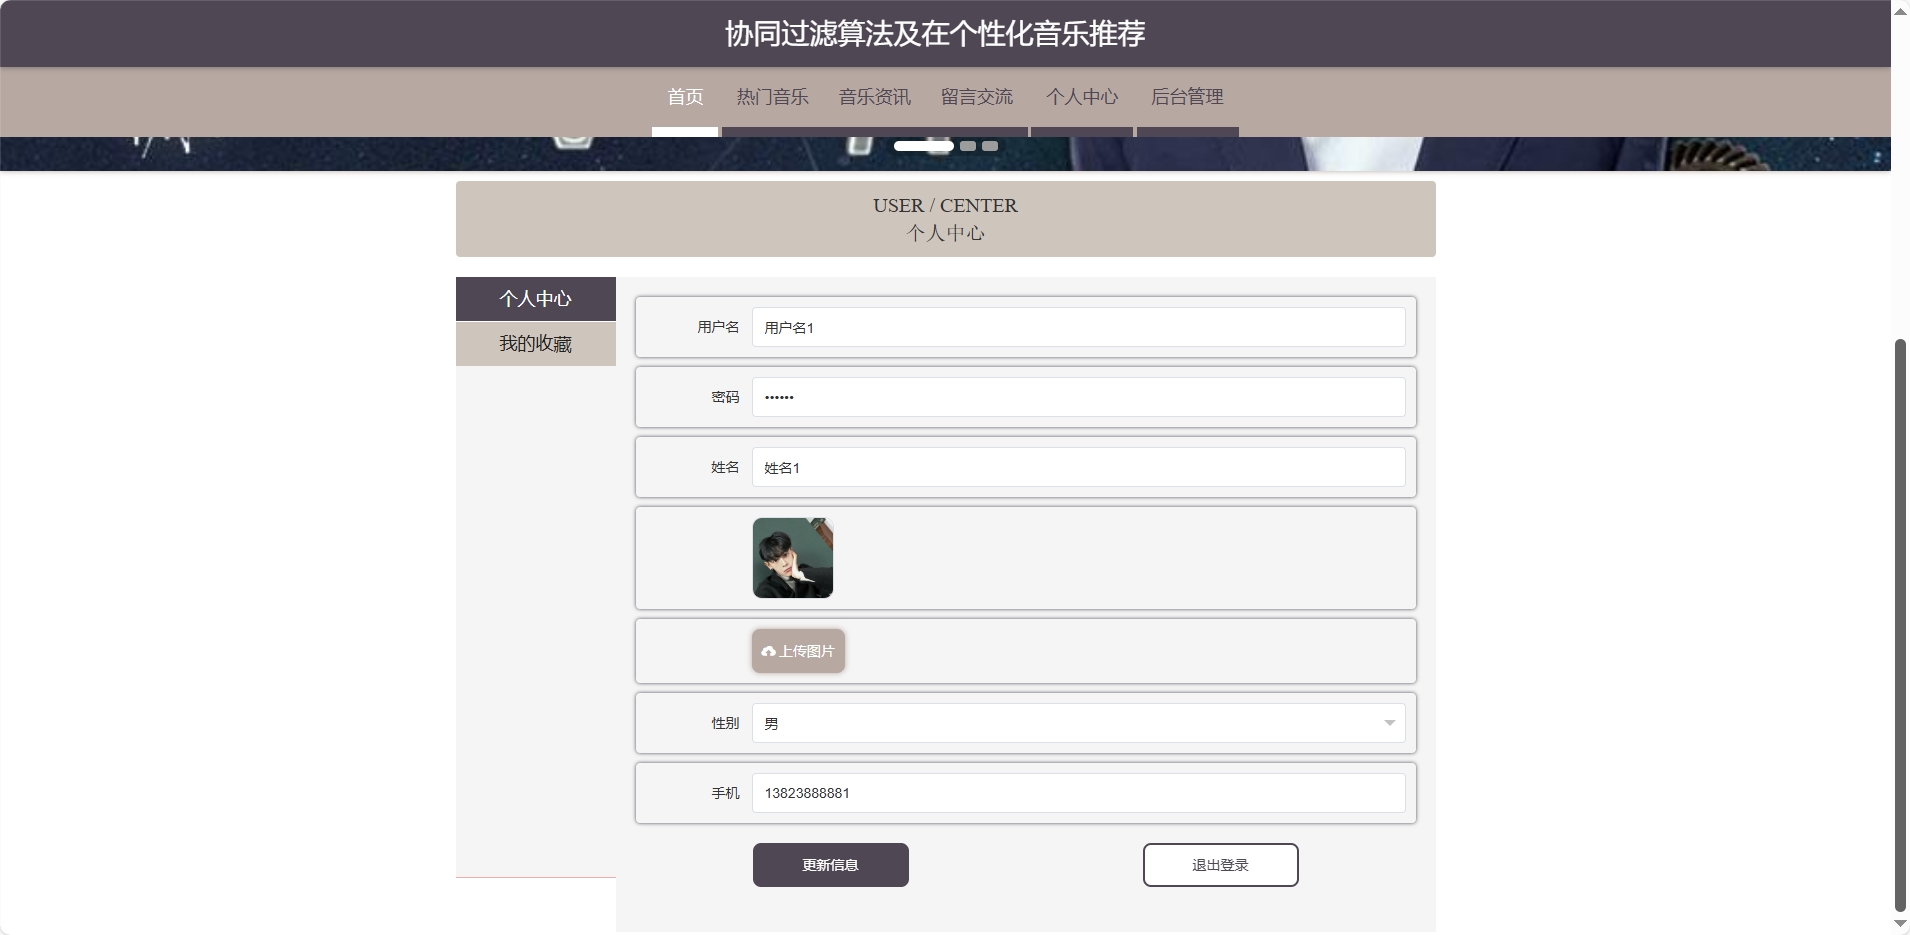 协同过滤算法及在个性化音乐推荐
首页 热门音乐 音乐资讯 留言交流 个人中心 后台管理
USER / CENTER
个人中心
个人中心
我的收藏
用户名 用户名1
密码 ••••••
姓名 姓名1
上传图片
性别 男
手机 13823888881
更新信息 退出登录